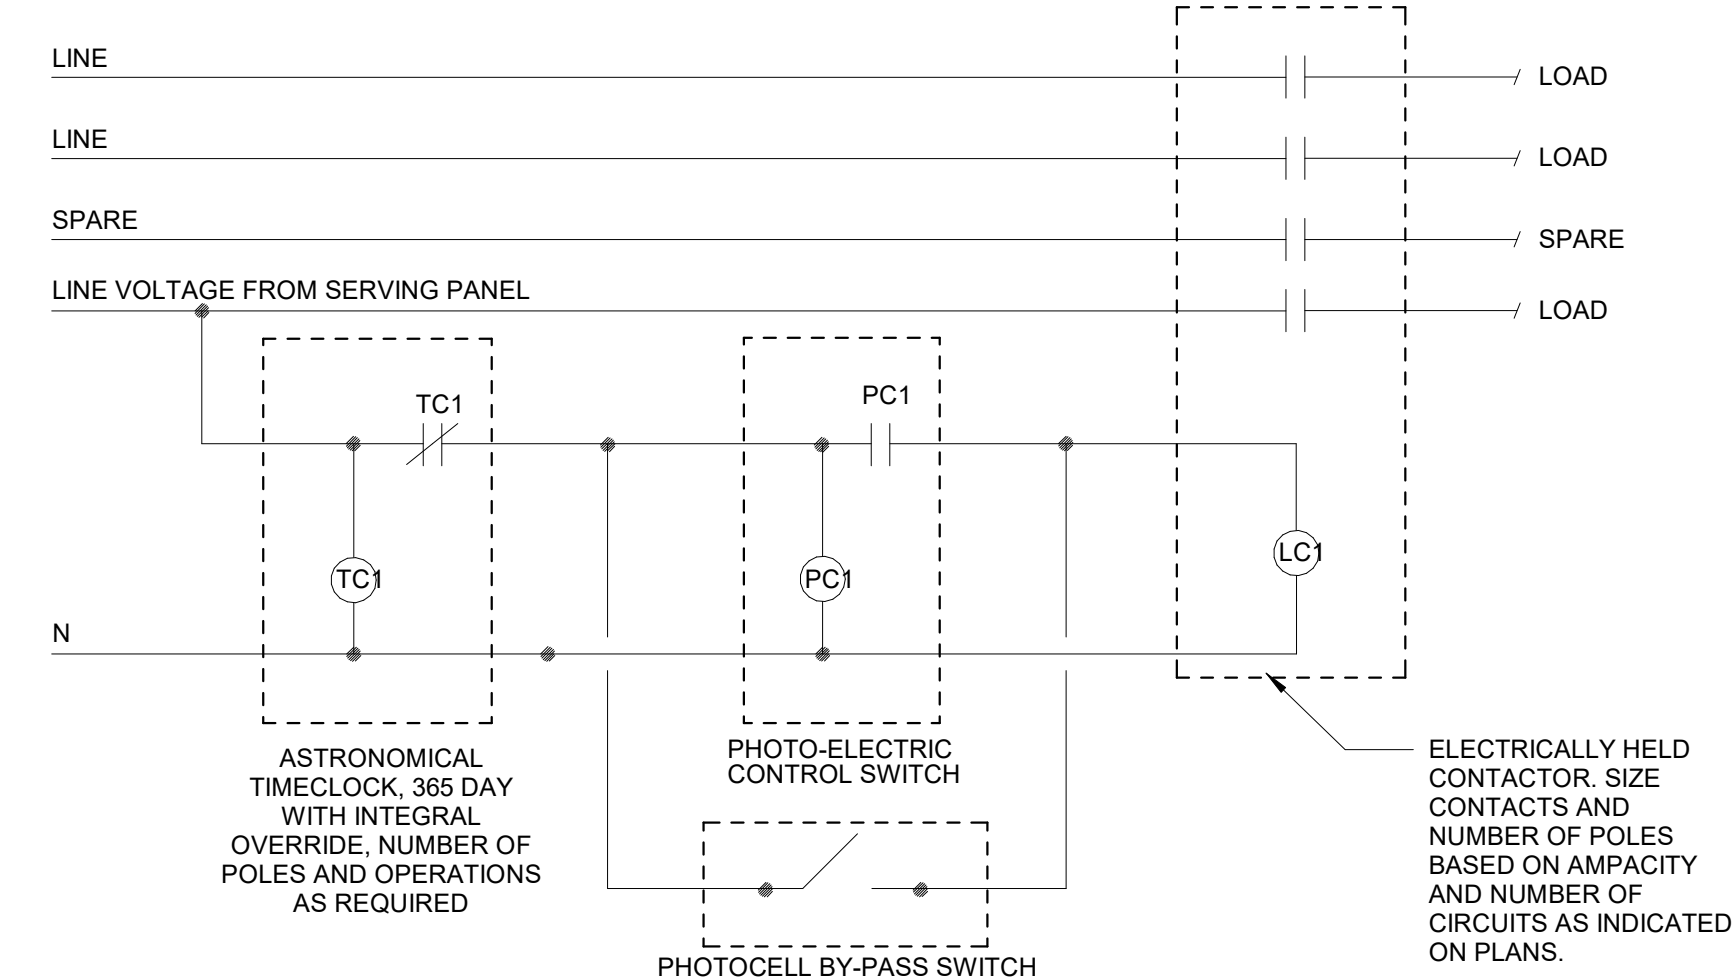 LINE
LOAD
LINE
LOAD
SPARE
SPARE
LINE VOLTAGE FROM SERVING PANEL
LOAD
TC1
PC1
TC1
PC1
LC1
N
ASTRONOMICAL
TIMECLOCK, 365 DAY
WITH INTEGRAL
OVERRIDE, NUMBER OF
POLES AND OPERATIONS
AS REQUIRED
PHOTO-ELECTRIC
CONTROL SWITCH
PHOTOCELL BY-PASS SWITCH
ELECTRICALLY HELD
CONTACTOR. SIZE
CONTACTS AND
NUMBER OF POLES
BASED ON AMPACITY
AND NUMBER OF
CIRCUITS AS INDICATED
ON PLANS.